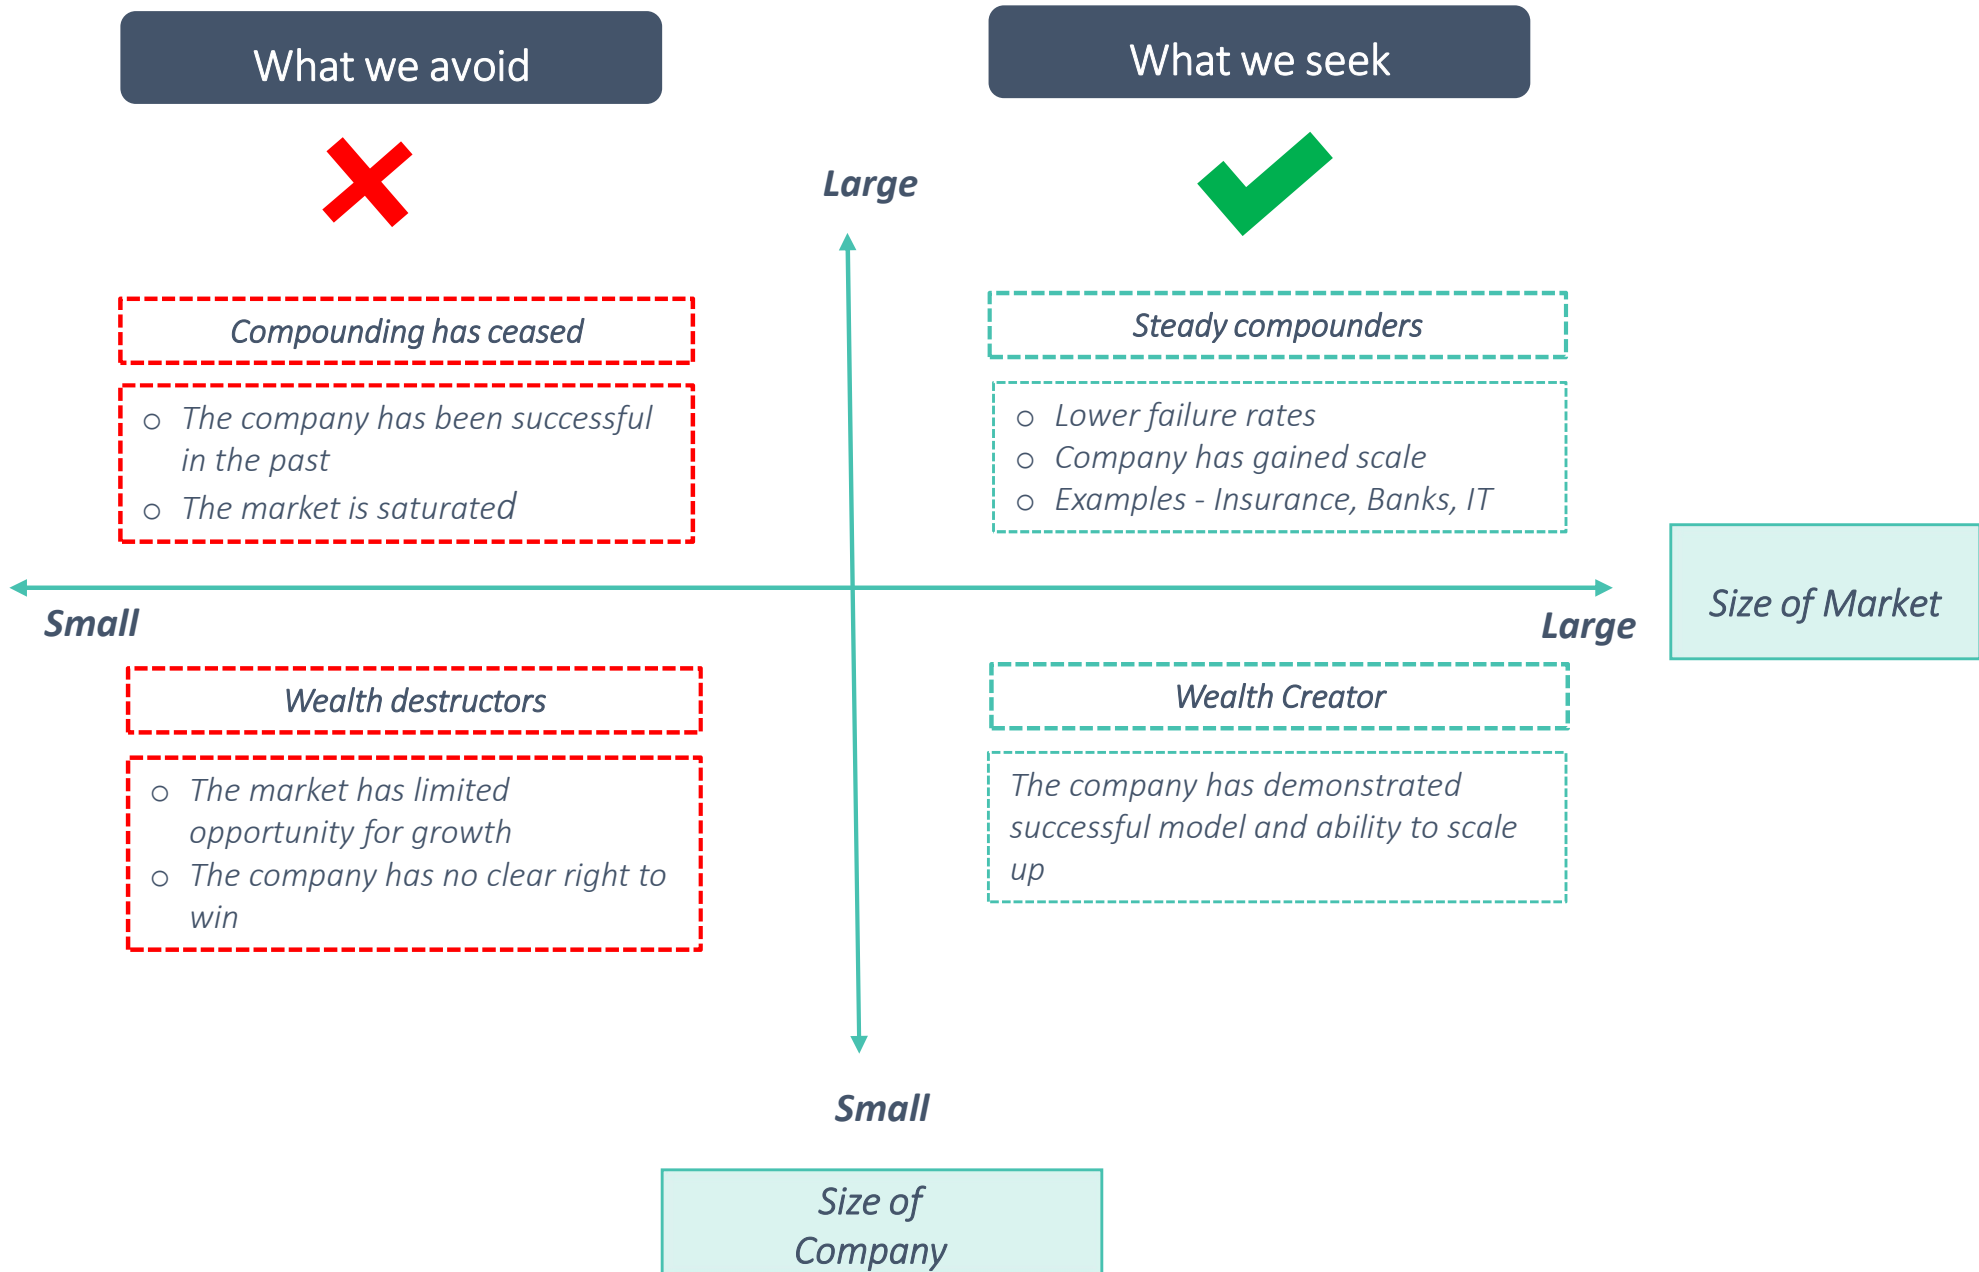 What we avoid
What we seek
Large
Compounding has ceased
Steady compounders
o The company has been successful
in the past
o The market is saturated
o Lower failure rates
o Company has gained scale
o Examples - Insurance, Banks, IT
Small
Large
Size of Market
Wealth destructors
Wealth Creator
o The market has limited
opportunity for growth
o The company has no clear right to
win
The company has demonstrated
successful model and ability to scale
up
Small
Size of
Company